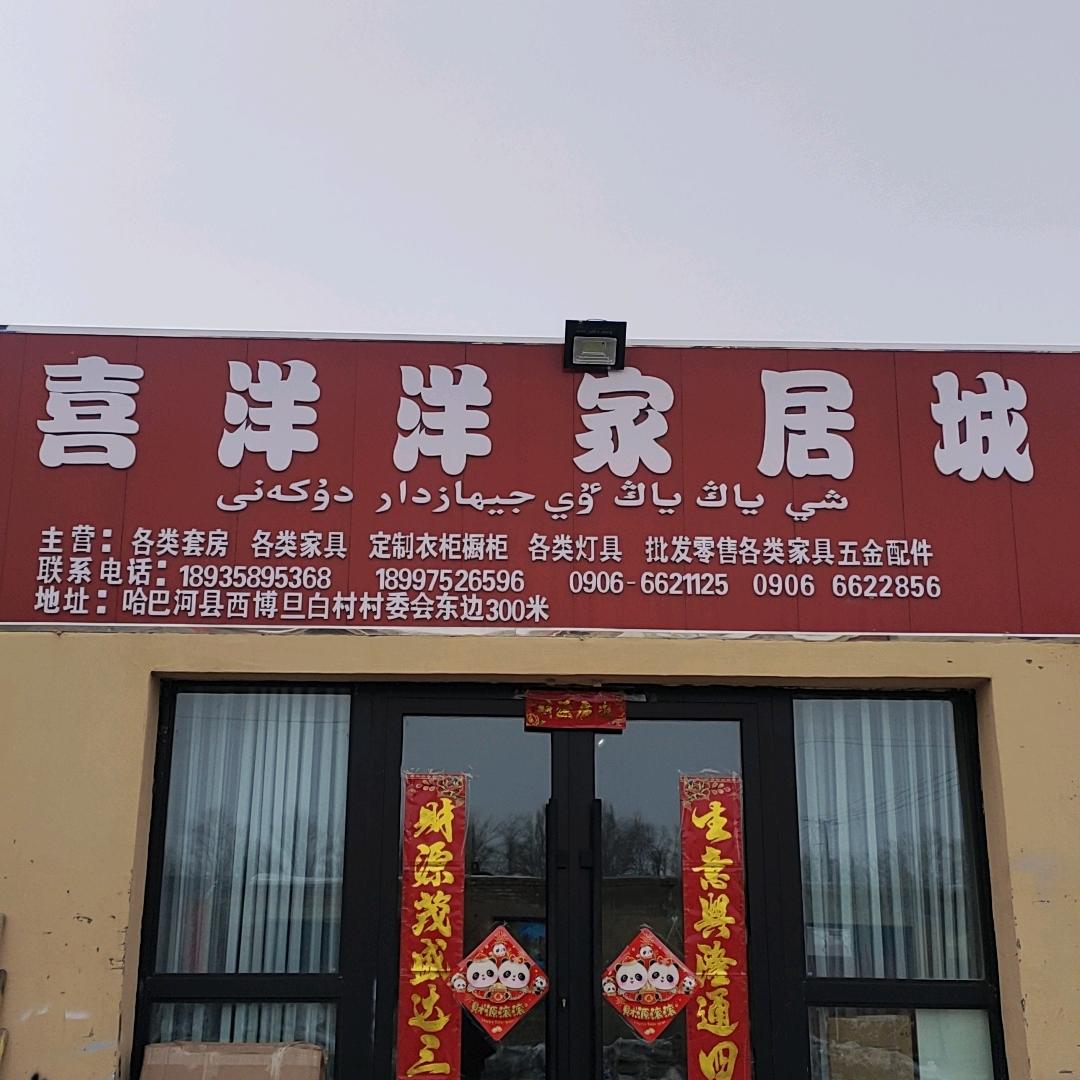 喜洋洋家居城
شي ياڭ ياڭ ٴۇي جيھازدار دۇكەنى
主营：各类套房 各类家具 定制衣柜橱柜 各类灯具 批发零售各类家具五金配件
联系电话：18935895368 18997526596 0906-6621125 0906 6622856
地址：哈巴河县西博旦白村村委会东边300米
财源茂盛达三
生意兴隆通四